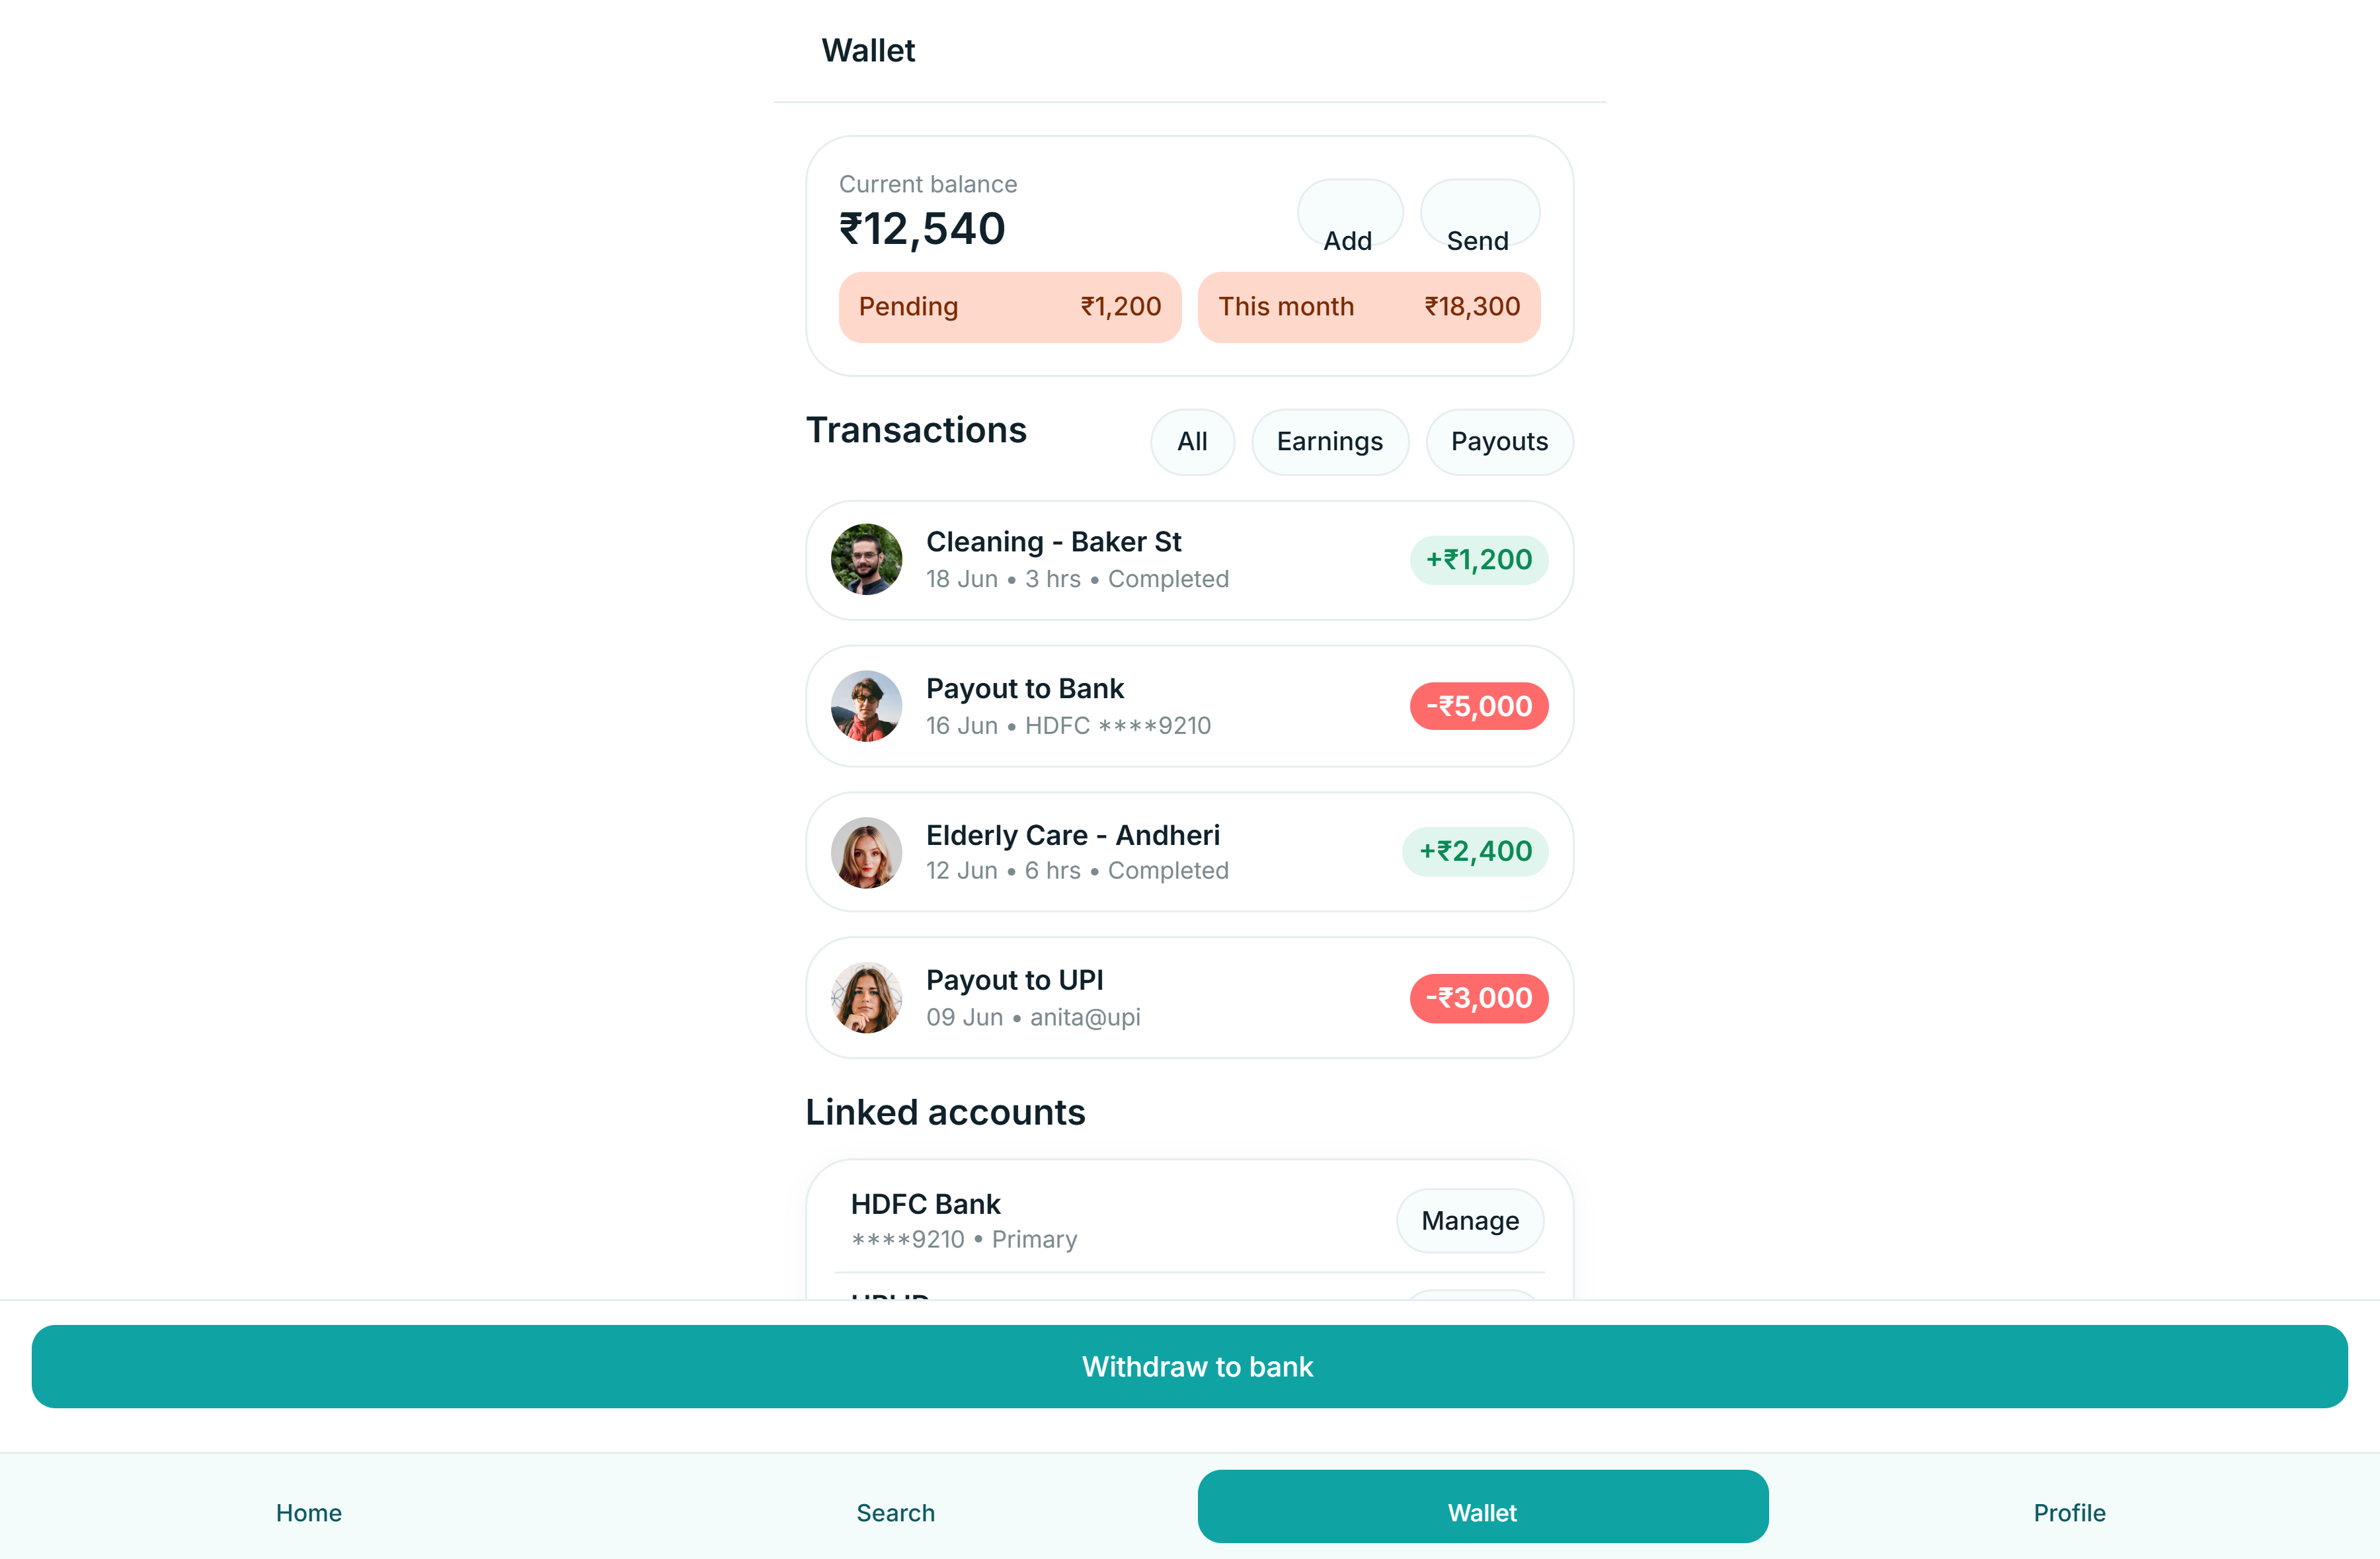 Wallet
Current balance
₹12,540
Add
Send
Pending
₹1,200
This month
₹18,300
Transactions
All
Earnings
Payouts
Cleaning - Baker St
18 Jun • 3 hrs • Completed
+₹1,200
Payout to Bank
16 Jun • HDFC ****9210
-₹5,000
Elderly Care - Andheri
12 Jun • 6 hrs • Completed
+₹2,400
Payout to UPI
09 Jun • anita@upi
-₹3,000
Linked accounts
HDFC Bank
****9210 • Primary
Manage
Withdraw to bank
Home
Search
Wallet
Profile